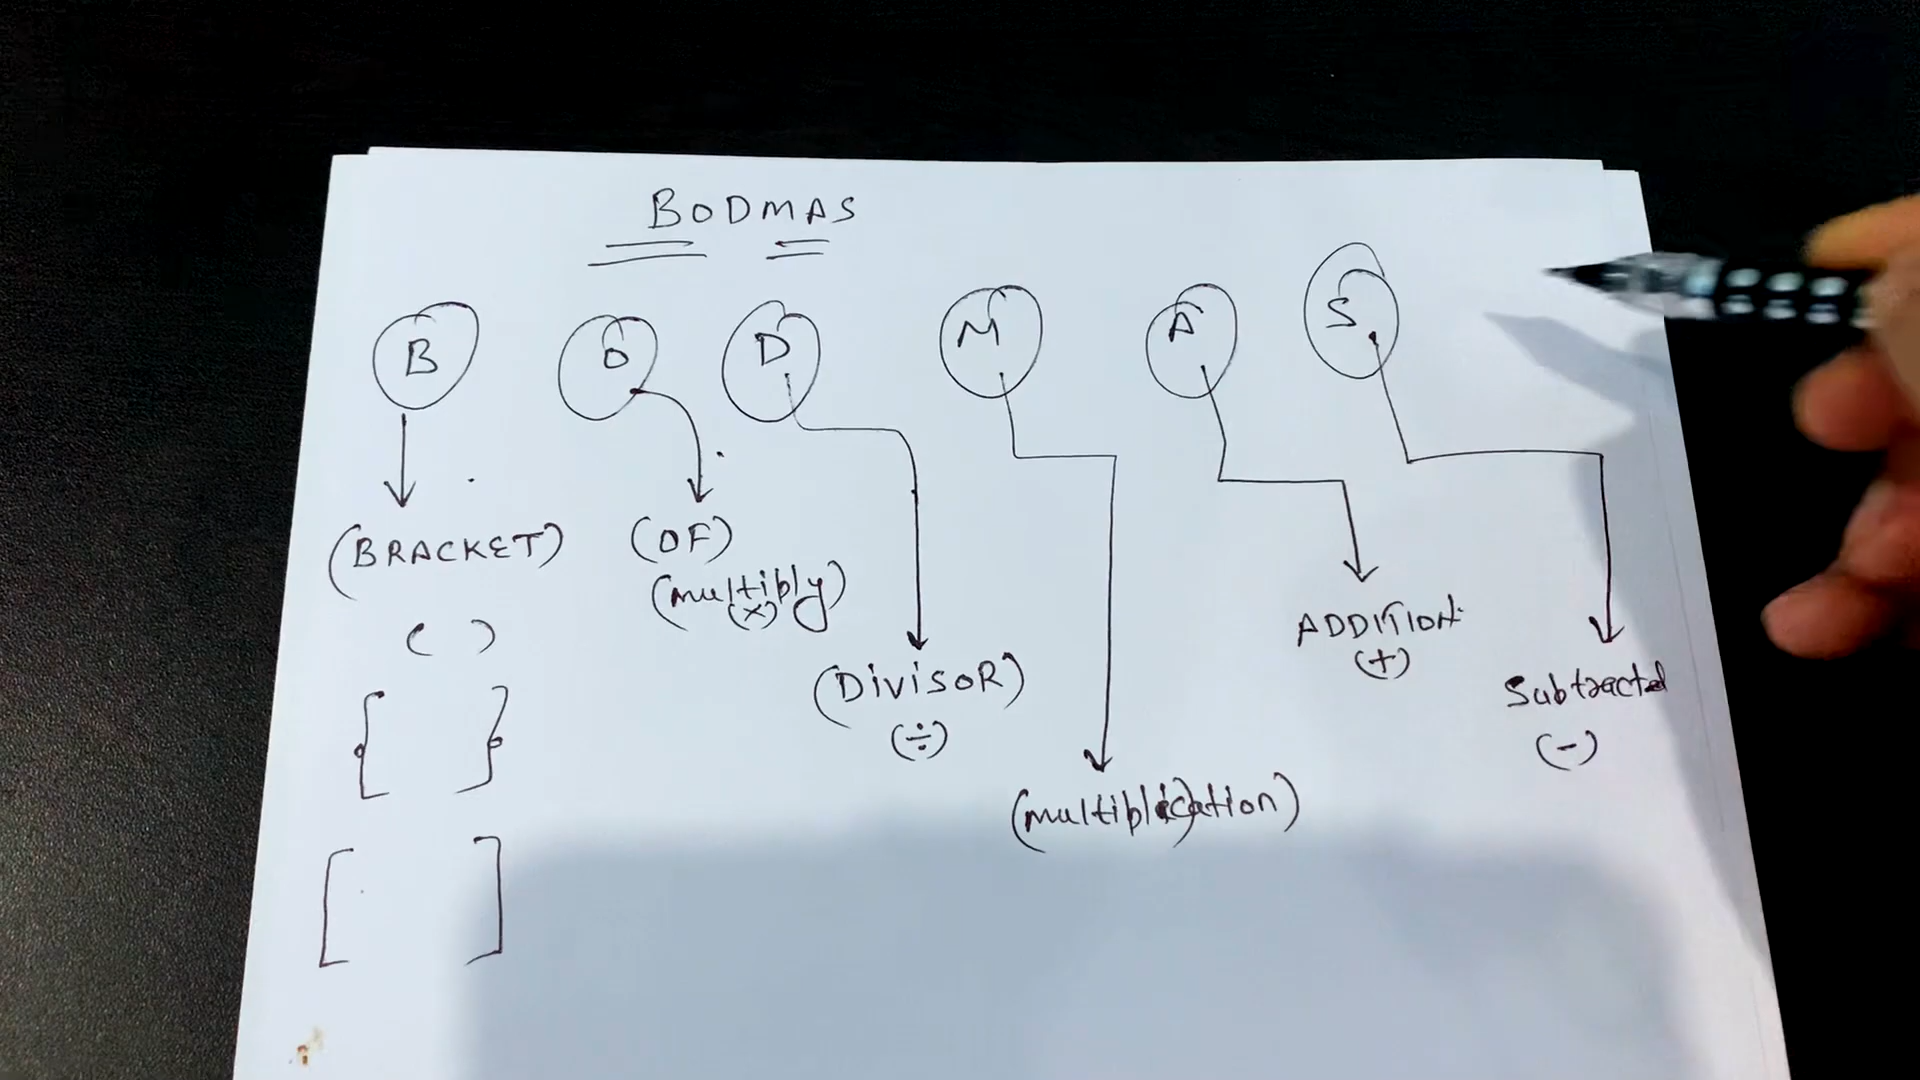 BODMAS
B O D M A S
(BRACKET) (OF)
(multibly)
(×)
( )
{ }
[ ]
(DivisoR)
(÷)
(multiblication)
ADDITION
(+)
Subtracted
(-)